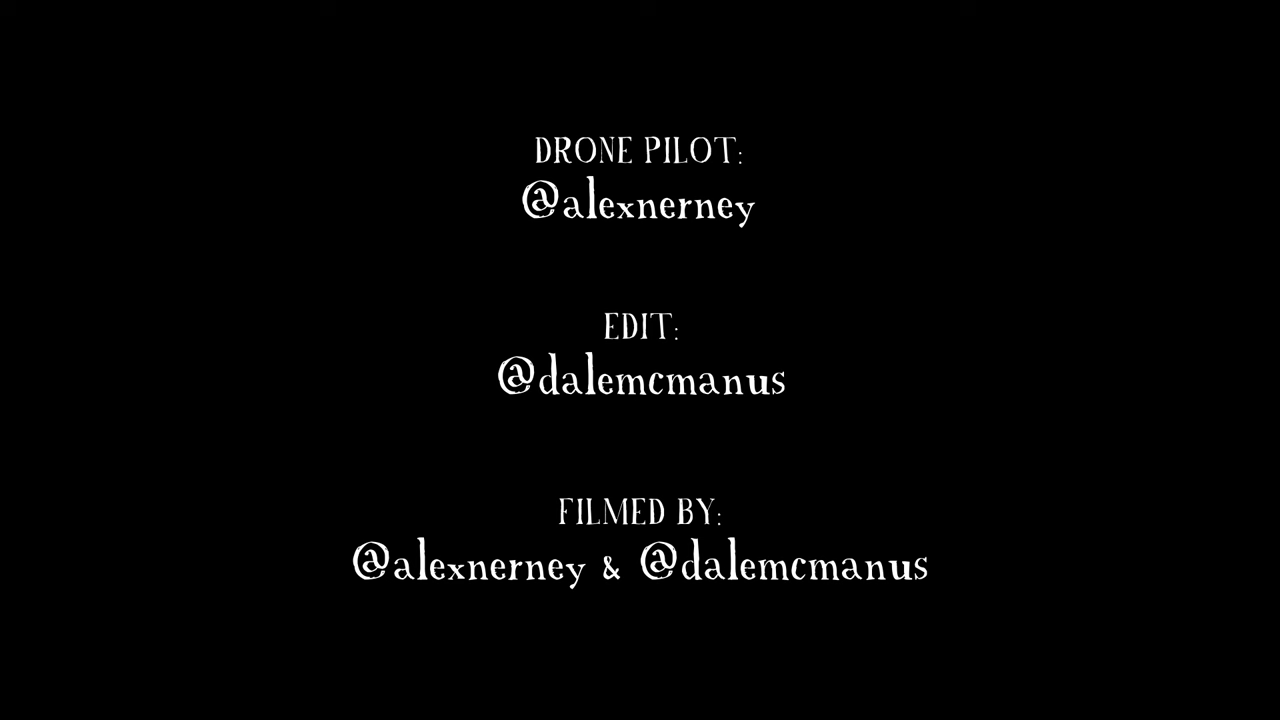 DRONE PILOT:
@alexnerney
EDIT:
@dalemcmanus
FILMED BY:
@alexnerney & @dalemcmanus